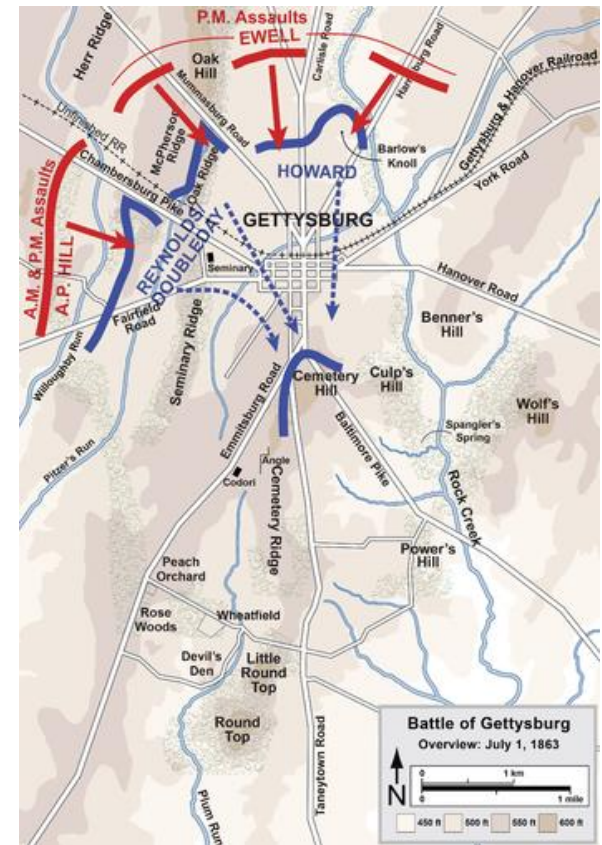 P.M. Assaults
EWELL
Herr Ridge
Oak
Hill
Mummasburg Road
Carlisle Road
Harrisburg Road
Gettysburg & Hanover Railroad
Unfinished RR
McPherson
Ridge
Oak Ridge
Chambersburg Pike
HOWARD
Barlow's
Knoll
York Road
A.M. & P.M. Assaults
A.P. HILL
REYNOLDS
DOUBLEDAY
GETTYSBURG
Seminary
Hanover Road
Fairfield
Road
Willoughby Run
Seminary Ridge
Benner's
Hill
Emmitsburg Road
Cemetery
Hill
Culp's
Hill
Wolf's
Hill
Baltimore Pike
Spangler's
Spring
Pitzer's Run
Angle
Codori
Cemetery Ridge
Rock Creek
Power's
Hill
Peach
Orchard
Rose
Woods
Wheatfield
Devil's
Den
Little
Round
Top
Round
Top
Taneytown Road
Plum Run
Battle of Gettysburg
Overview: July 1, 1863
N
0 1 km
0 1 mile
450 ft 500 ft 550 ft 600 ft